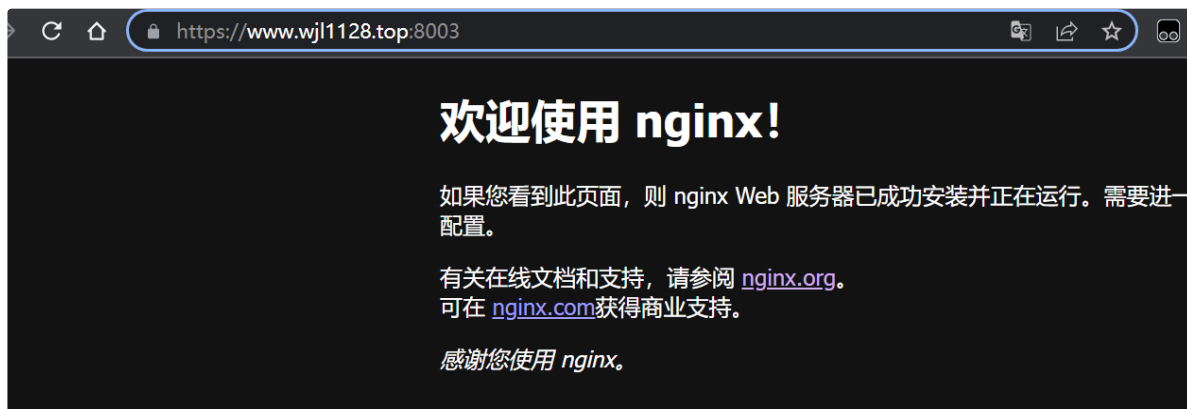 https://www.wjl1128.top:8003
欢迎使用 nginx!
如果您看到此页面，则 nginx Web 服务器已成功安装并正在运行。需要进一
配置。
有关在线文档和支持，请参阅 nginx.org。
可在 nginx.com获得商业支持。
感谢您使用 nginx。